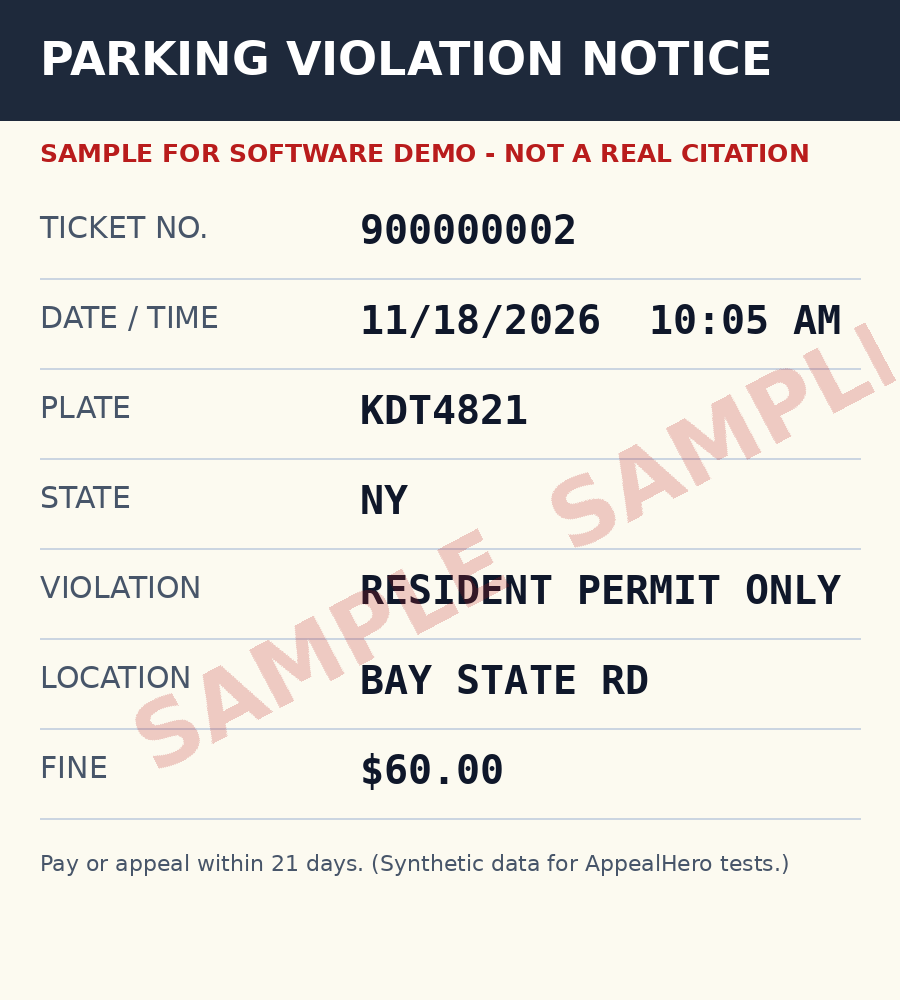 PARKING VIOLATION NOTICE
SAMPLE FOR SOFTWARE DEMO - NOT A REAL CITATION
TICKET NO. 900000002
DATE / TIME 11/18/2026 10:05 AM
PLATE KDT4821
STATE NY
VIOLATION RESIDENT PERMIT ONLY
LOCATION BAY STATE RD
FINE $60.00
Pay or appeal within 21 days. (Synthetic data for AppealHero tests.)
SAMPLE SAMPL